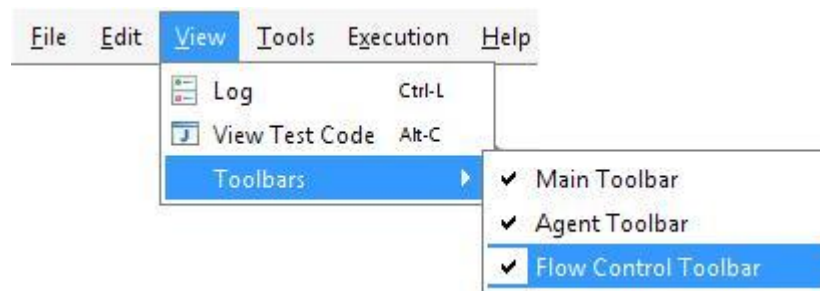 File Edit View Tools Execution Help
Log Ctrl-L
View Test Code Alt-C
Toolbars
Main Toolbar
Agent Toolbar
Flow Control Toolbar